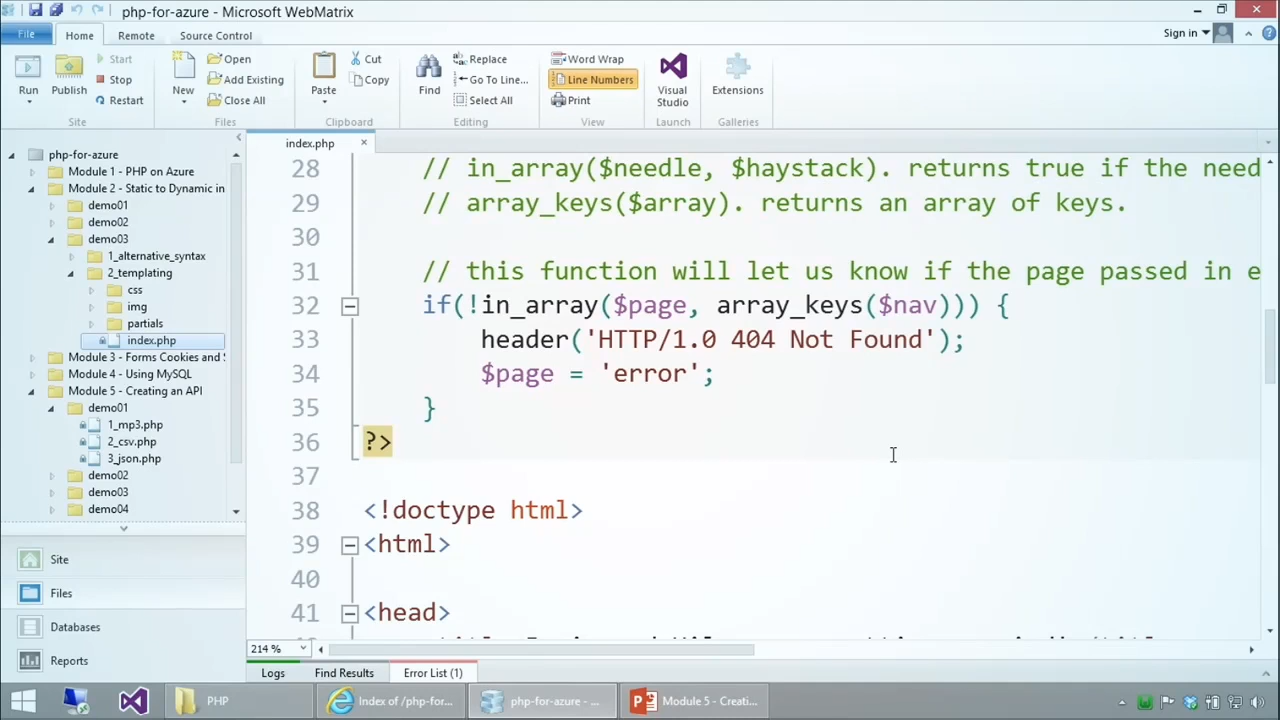 php-for-azure - Microsoft WebMatrix
File Home Remote Source Control Sign in
Run Publish Start Stop Restart Site
New Open Add Existing Close All Files
Paste Cut Copy Clipboard
Find Replace Go To Line... Select All Editing
Word Wrap Line Numbers Print View
Visual Studio Launch
Extensions Galleries
php-for-azure
Module 1 - PHP on Azure
Module 2 - Static to Dynamic in
demo01
demo02
demo03
1_alternative_syntax
2_templating
css
img
partials
index.php
Module 3 - Forms Cookies and
Module 4 - Using MySQL
Module 5 - Creating an API
demo01
1_mp3.php
2_csv.php
3_json.php
demo02
demo03
demo04
Site
Files
Databases
Reports
index.php
28 // in_array($needle, $haystack). returns true if the need
29 // array_keys($array). returns an array of keys.
30
31 // this function will let us know if the page passed in e
32 if(!in_array($page, array_keys($nav))) {
33 header('HTTP/1.0 404 Not Found');
34 $page = 'error';
35 }
36 ?>
37
38 <!doctype html>
39 <html>
40
41 <head>
214 %
Logs Find Results Error List (1)
PHP Index of /php-for... php-for-azure - ... Module 5 - Creati...